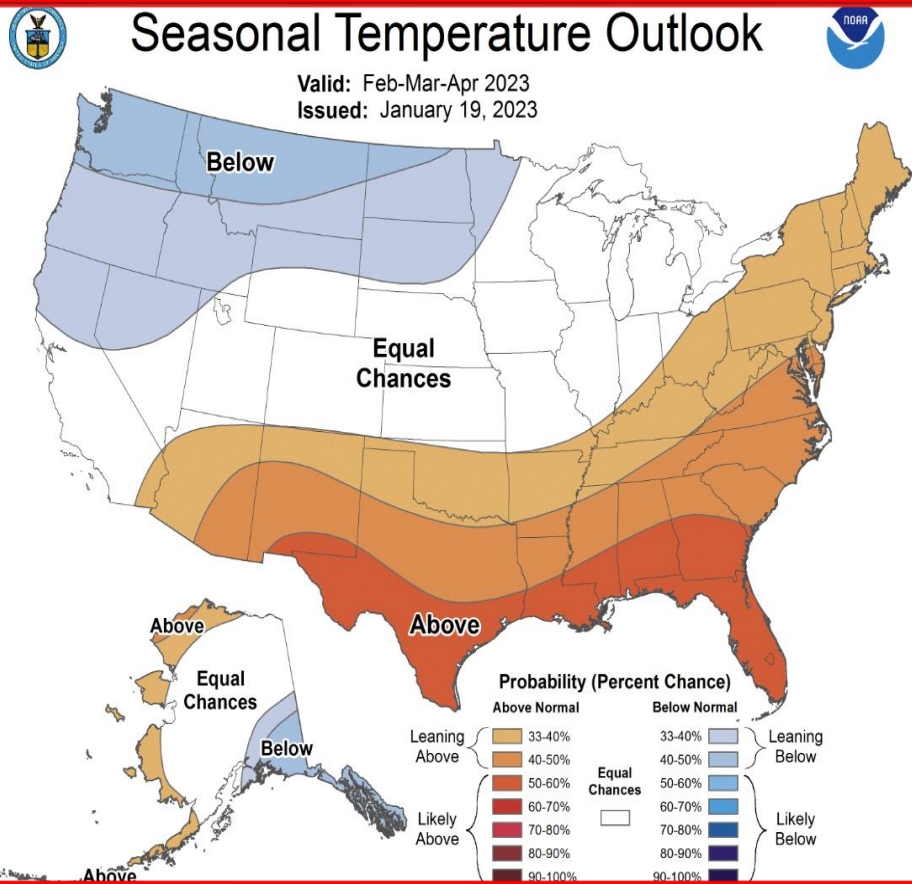 Seasonal Temperature Outlook
NOAA
Valid: Feb-Mar-Apr 2023
Issued: January 19, 2023
Below
Equal
Chances
Above
Above
Equal
Chances
Below
Above
Probability (Percent Chance)
Above Normal
Below Normal
Leaning
Above
33-40%
40-50%
Likely
Above
50-60%
60-70%
70-80%
80-90%
90-100%
Equal
Chances
33-40%
40-50%
Leaning
Below
50-60%
60-70%
70-80%
80-90%
90-100%
Likely
Below